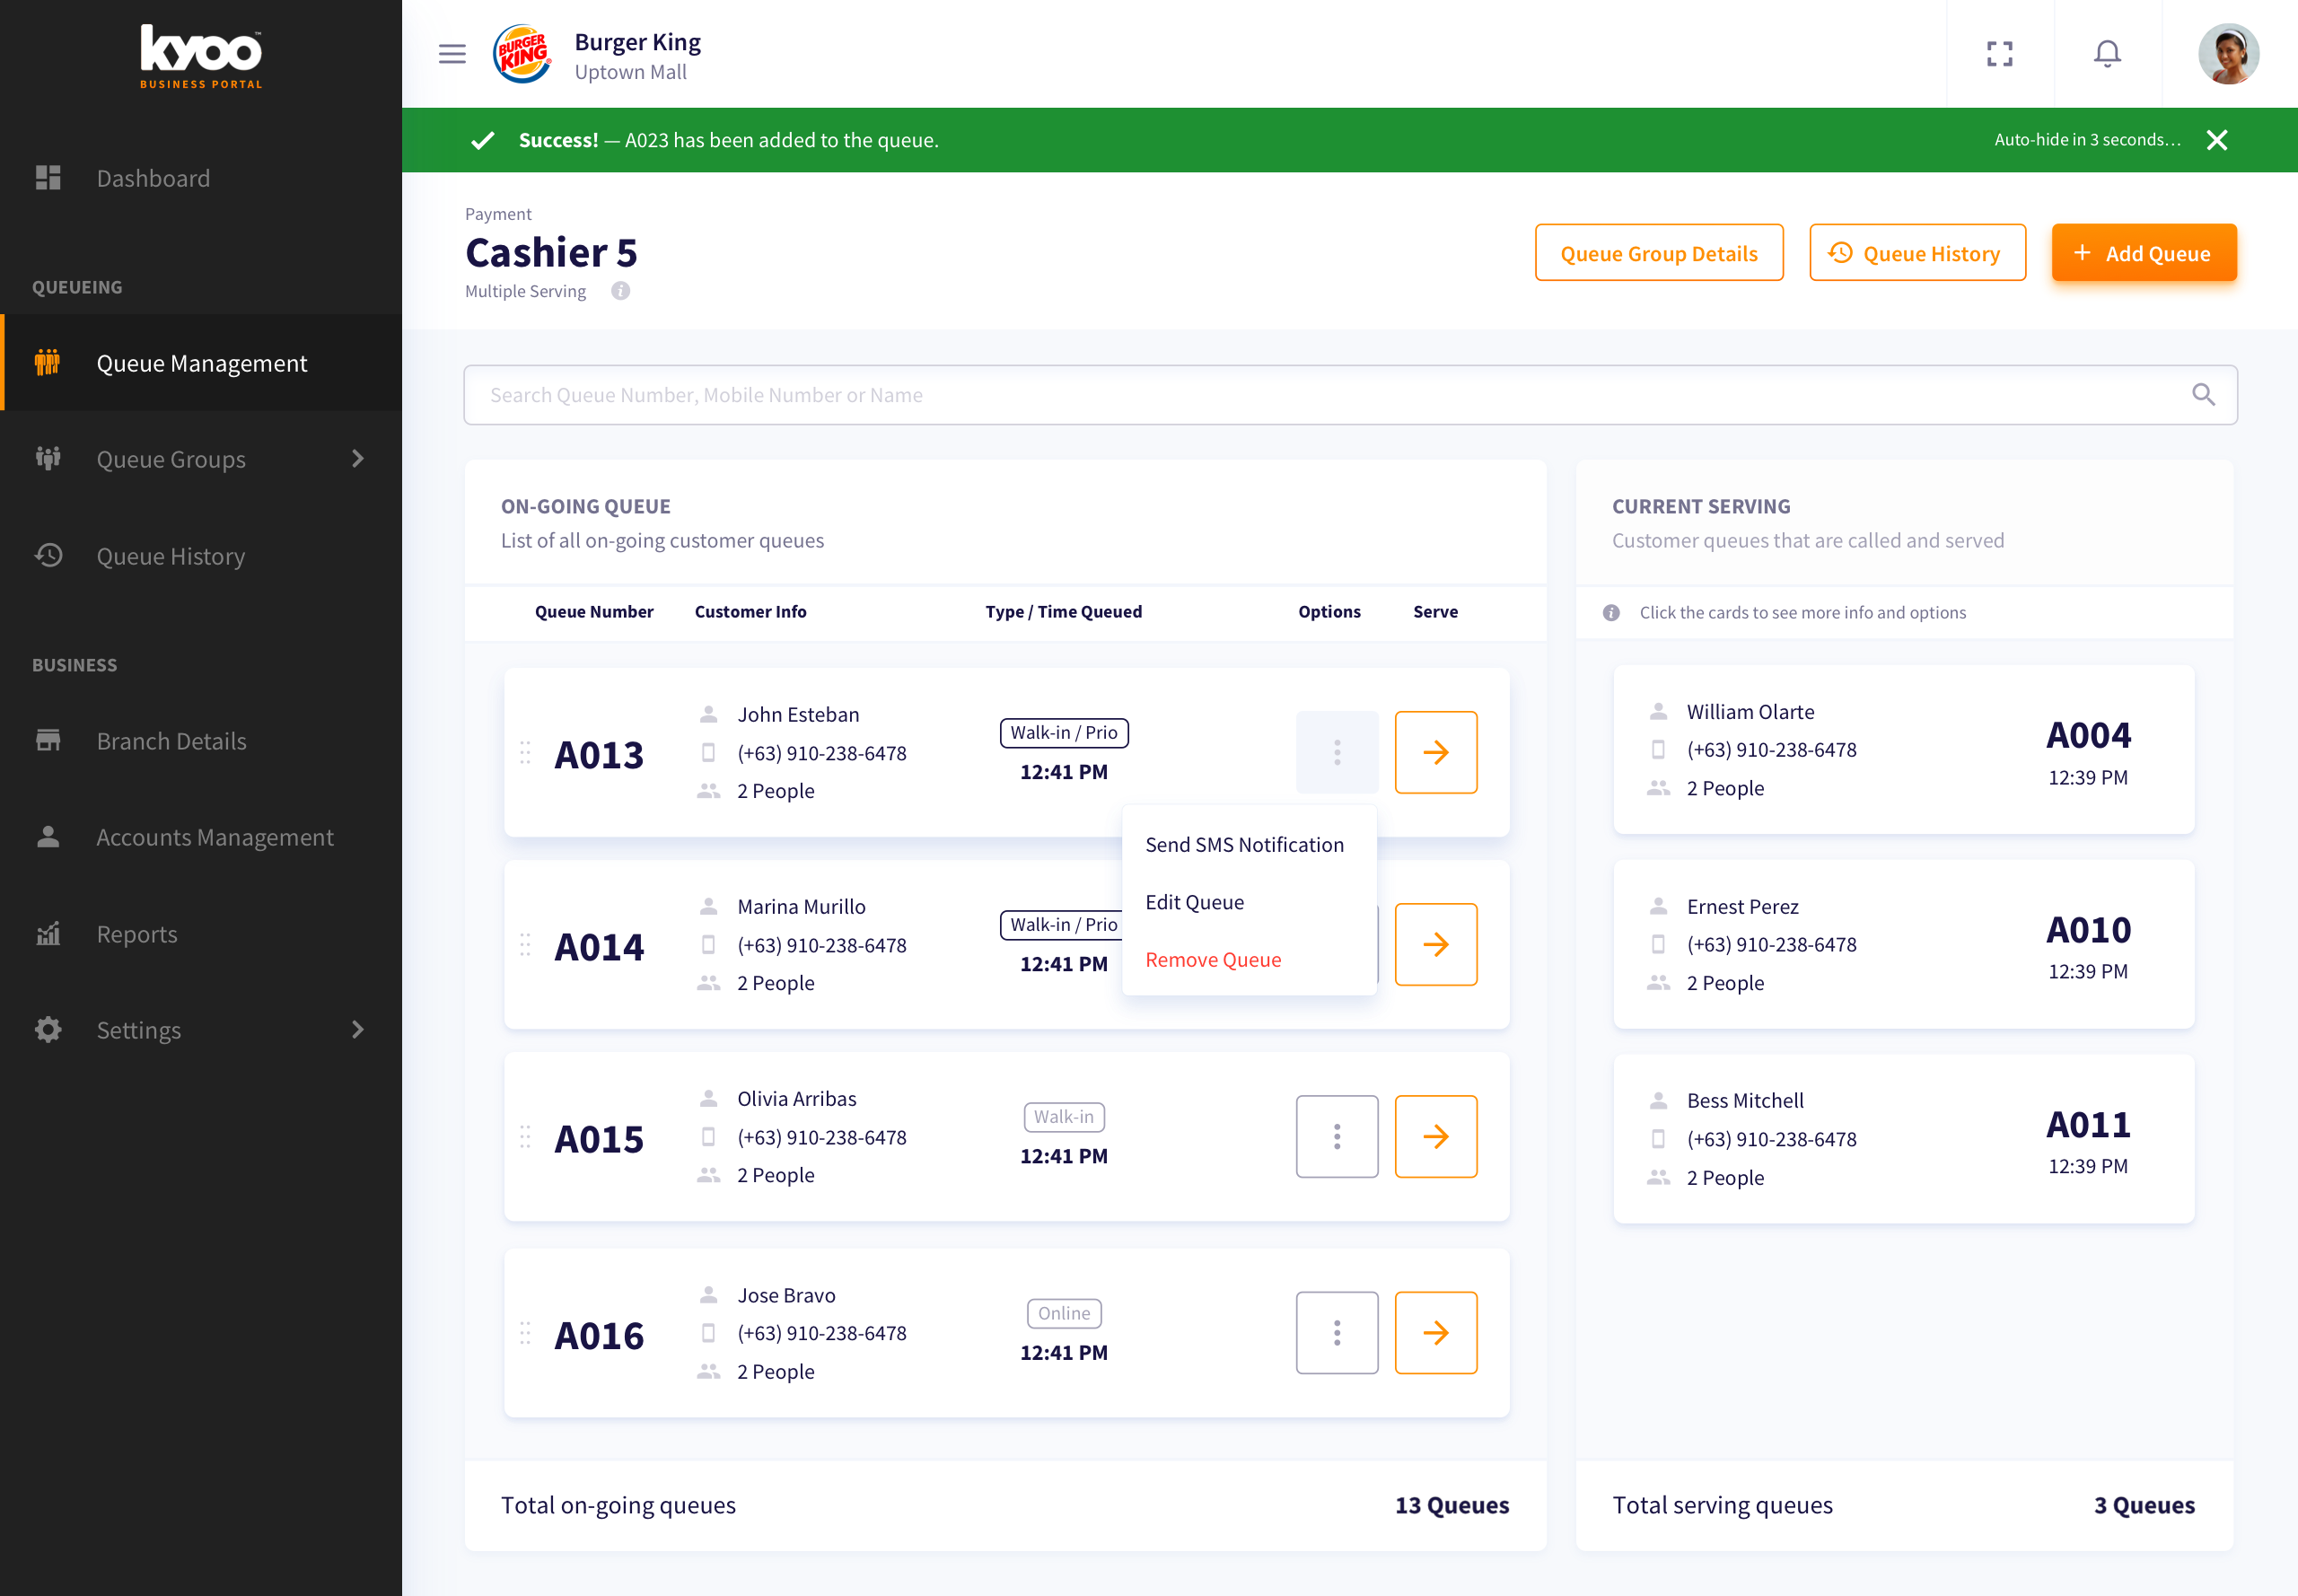 kyoo™
BUSINESS PORTAL
Dashboard
QUEUEING
Queue Management
Queue Groups
Queue History
BUSINESS
Branch Details
Accounts Management
Reports
Settings
BURGER KING®
Burger King
Uptown Mall
Success! — A023 has been added to the queue.
Auto-hide in 3 seconds...
Payment
Cashier 5
Multiple Serving
Queue Group Details
Queue History
+ Add Queue
Search Queue Number, Mobile Number or Name
ON-GOING QUEUE
List of all on-going customer queues
Queue Number Customer Info Type / Time Queued Options Serve
A013
John Esteban
(+63) 910-238-6478
2 People
Walk-in / Prio
12:41 PM
Send SMS Notification
Edit Queue
Remove Queue
A014
Marina Murillo
(+63) 910-238-6478
2 People
Walk-in / Prio
12:41 PM
A015
Olivia Arribas
(+63) 910-238-6478
2 People
Walk-in
12:41 PM
A016
Jose Bravo
(+63) 910-238-6478
2 People
Online
12:41 PM
Total on-going queues 13 Queues
CURRENT SERVING
Customer queues that are called and served
Click the cards to see more info and options
William Olarte
(+63) 910-238-6478
2 People
A004
12:39 PM
Ernest Perez
(+63) 910-238-6478
2 People
A010
12:39 PM
Bess Mitchell
(+63) 910-238-6478
2 People
A011
12:39 PM
Total serving queues 3 Queues